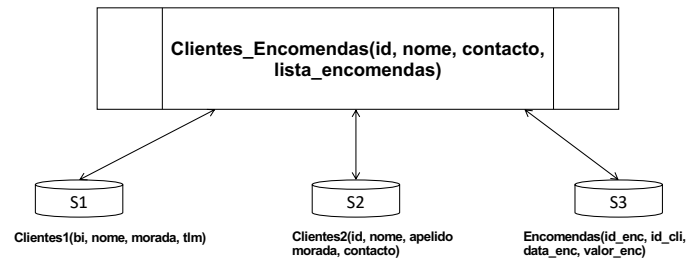 Clientes_Encomendas(id, nome, contacto,
lista_encomendas)
S1
S2
S3
Clientes1(bi, nome, morada, tlm)
Clientes2(id, nome, apelido
morada, contacto)
Encomendas(id_enc, id_cli,
data_enc, valor_enc)